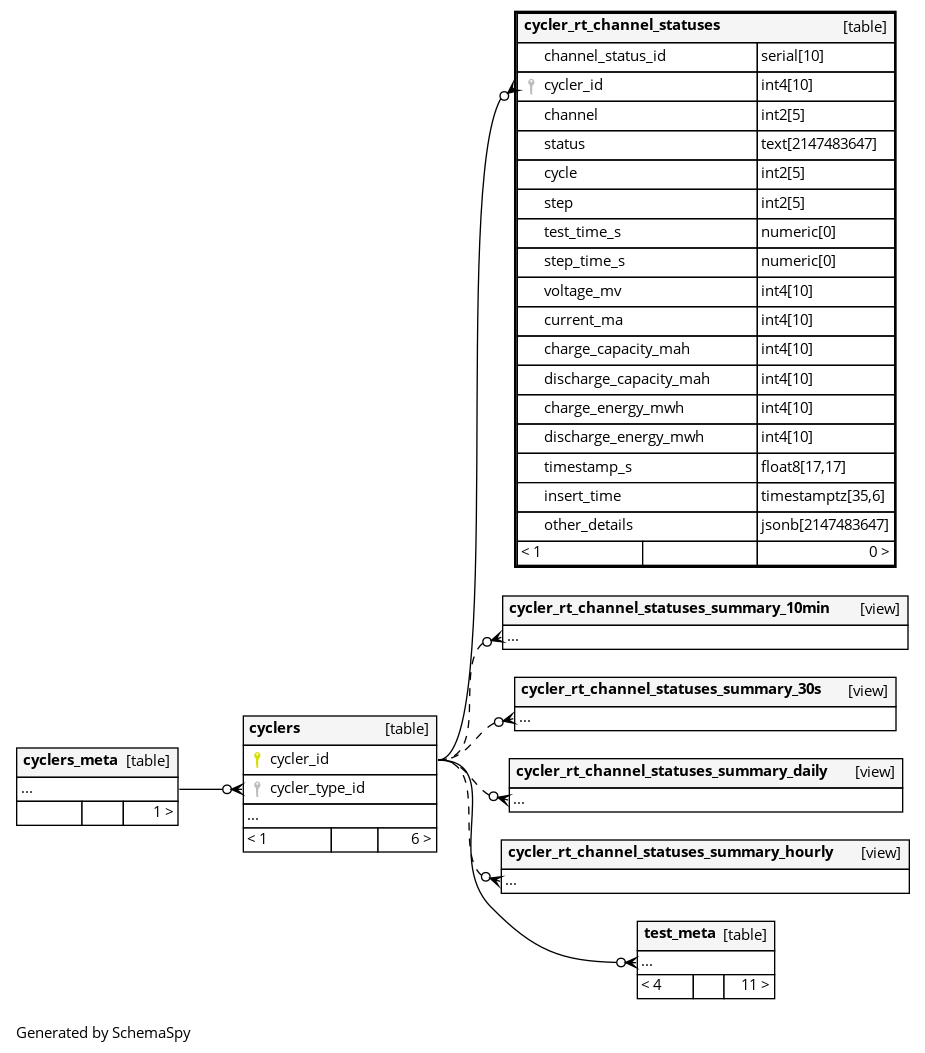 cycler_rt_channel_statuses [table]
channel_status_id serial[10]
cycler_id int4[10]
channel int2[5]
status text[2147483647]
cycle int2[5]
step int2[5]
test_time_s numeric[0]
step_time_s numeric[0]
voltage_mv int4[10]
current_ma int4[10]
charge_capacity_mah int4[10]
discharge_capacity_mah int4[10]
charge_energy_mwh int4[10]
discharge_energy_mwh int4[10]
timestamp_s float8[17,17]
insert_time timestamptz[35,6]
other_details jsonb[2147483647]
< 1 0 >
cycler_rt_channel_statuses_summary_10min [view]
...
cycler_rt_channel_statuses_summary_30s [view]
...
cyclers [table]
cycler_id
cycler_type_id
...
< 1 6 >
cyclers_meta [table]
...
1 >
cycler_rt_channel_statuses_summary_daily [view]
...
cycler_rt_channel_statuses_summary_hourly [view]
...
test_meta [table]
...
< 4 11 >
Generated by SchemaSpy